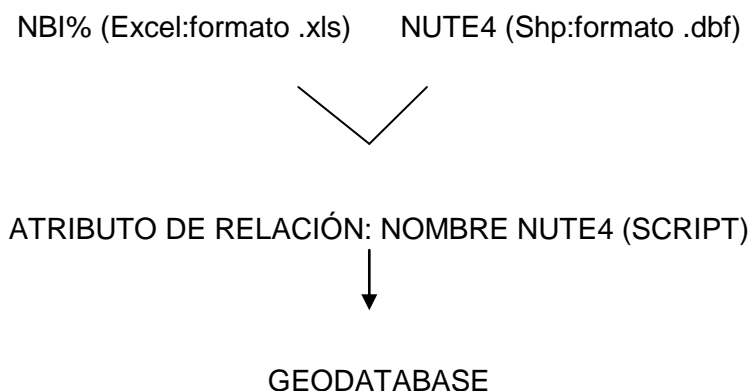 NBI% (Excel:formato .xls) NUTE4 (Shp:formato .dbf)
ATRIBUTO DE RELACIÓN: NOMBRE NUTE4 (SCRIPT)
GEODATABASE